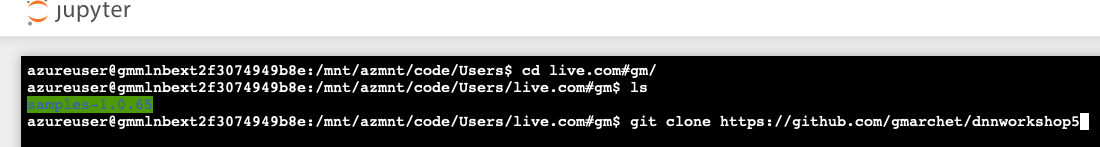 jupyter
azureuser@gmmlnbext2f3074949b8e:/mnt/azmnt/code/Users$ cd live.com#gm/
azureuser@gmmlnbext2f3074949b8e:/mnt/azmnt/code/Users/live.com#gm$ ls
samples-1.0.65
azureuser@gmmlnbext2f3074949b8e:/mnt/azmnt/code/Users/live.com#gm$ git clone https://github.com/gmarchet/dnnworkshop5